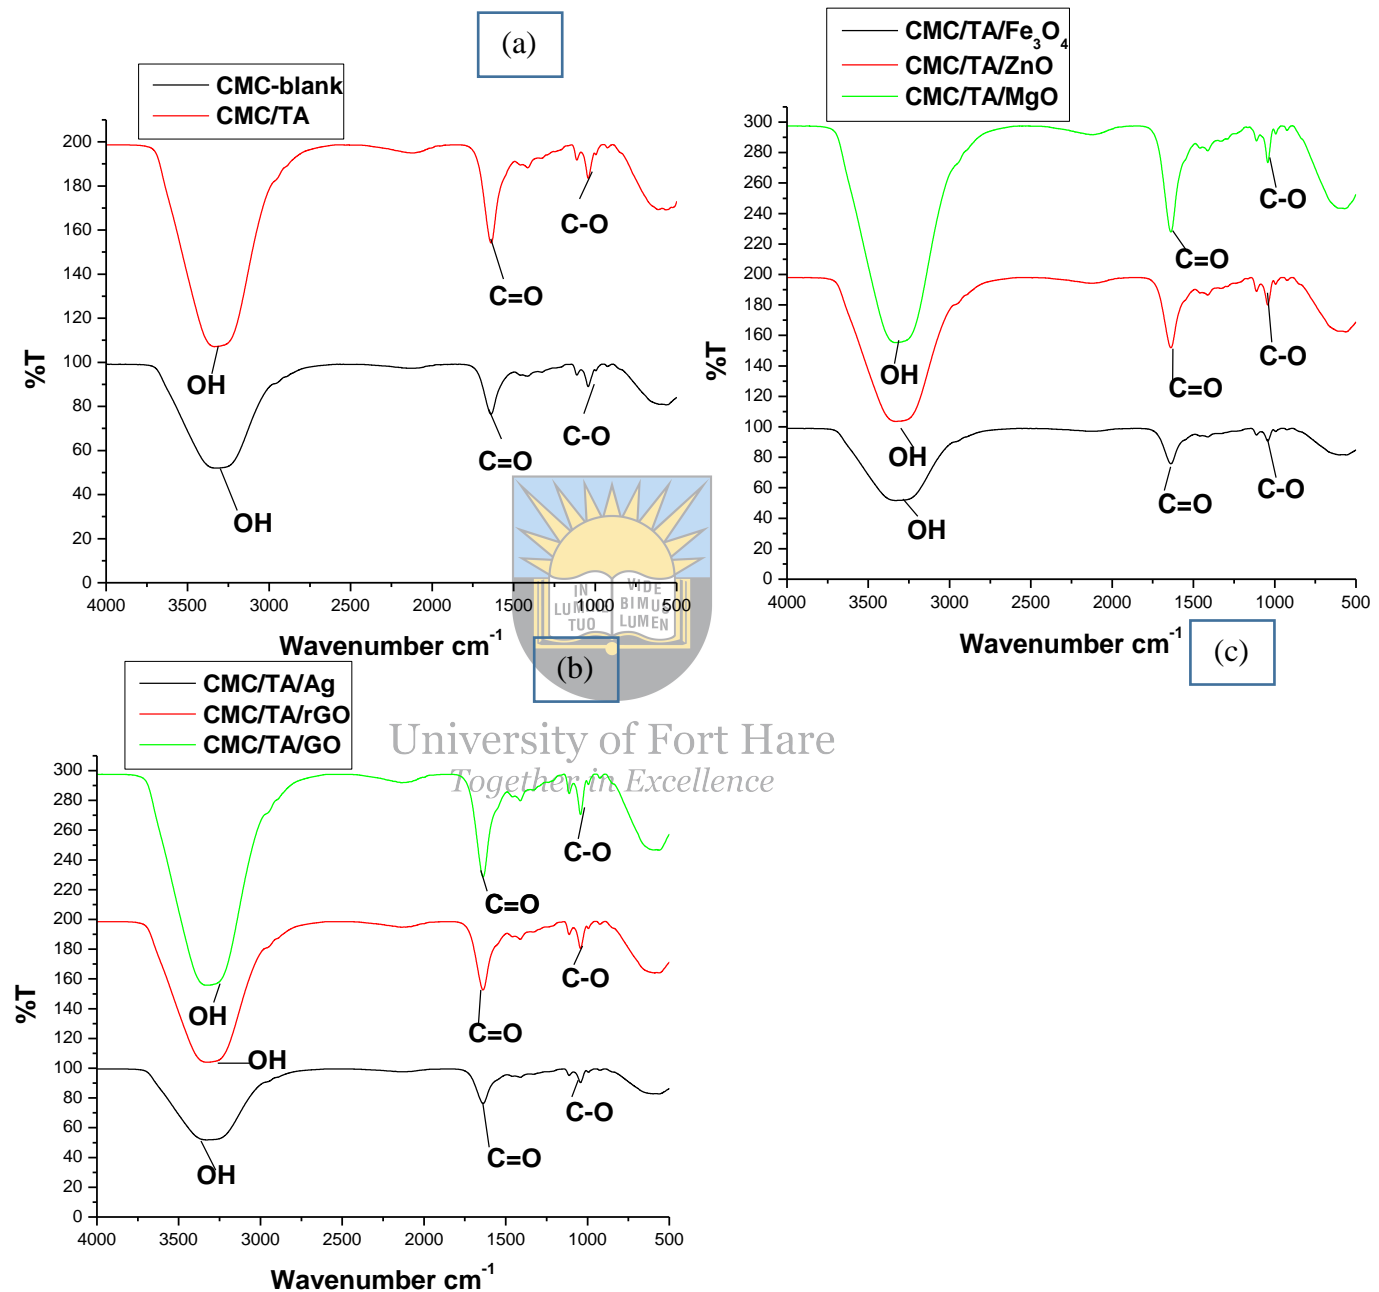 (a)
CMC-blank
CMC/TA
200
180
160
140
120
100
80
60
40
20
0
%T
OH
C=O
C-O
OH
C=O
C-O
4000 3500 3000 2500 2000 1500 1000 500
Wavenumber cm-1
CMC/TA/Fe3O4
CMC/TA/ZnO
CMC/TA/MgO
300
280
260
240
220
200
180
160
140
120
100
80
60
40
20
0
%T
C-O
C=O
OH
C-O
C=O
OH
C-O
C=O
OH
4000 3500 3000 2500 2000 1500 1000 500
Wavenumber cm-1
(c)
IN
TUO
VIDE
BIMUS
LUMEN
University of Fort Hare
Together in Excellence
(b)
CMC/TA/Ag
CMC/TA/rGO
CMC/TA/GO
300
280
260
240
220
200
180
160
140
120
100
80
60
40
20
0
%T
C-O
C=O
OH
C-O
C=O
OH
C-O
C=O
OH
4000 3500 3000 2500 2000 1500 1000 500
Wavenumber cm-1